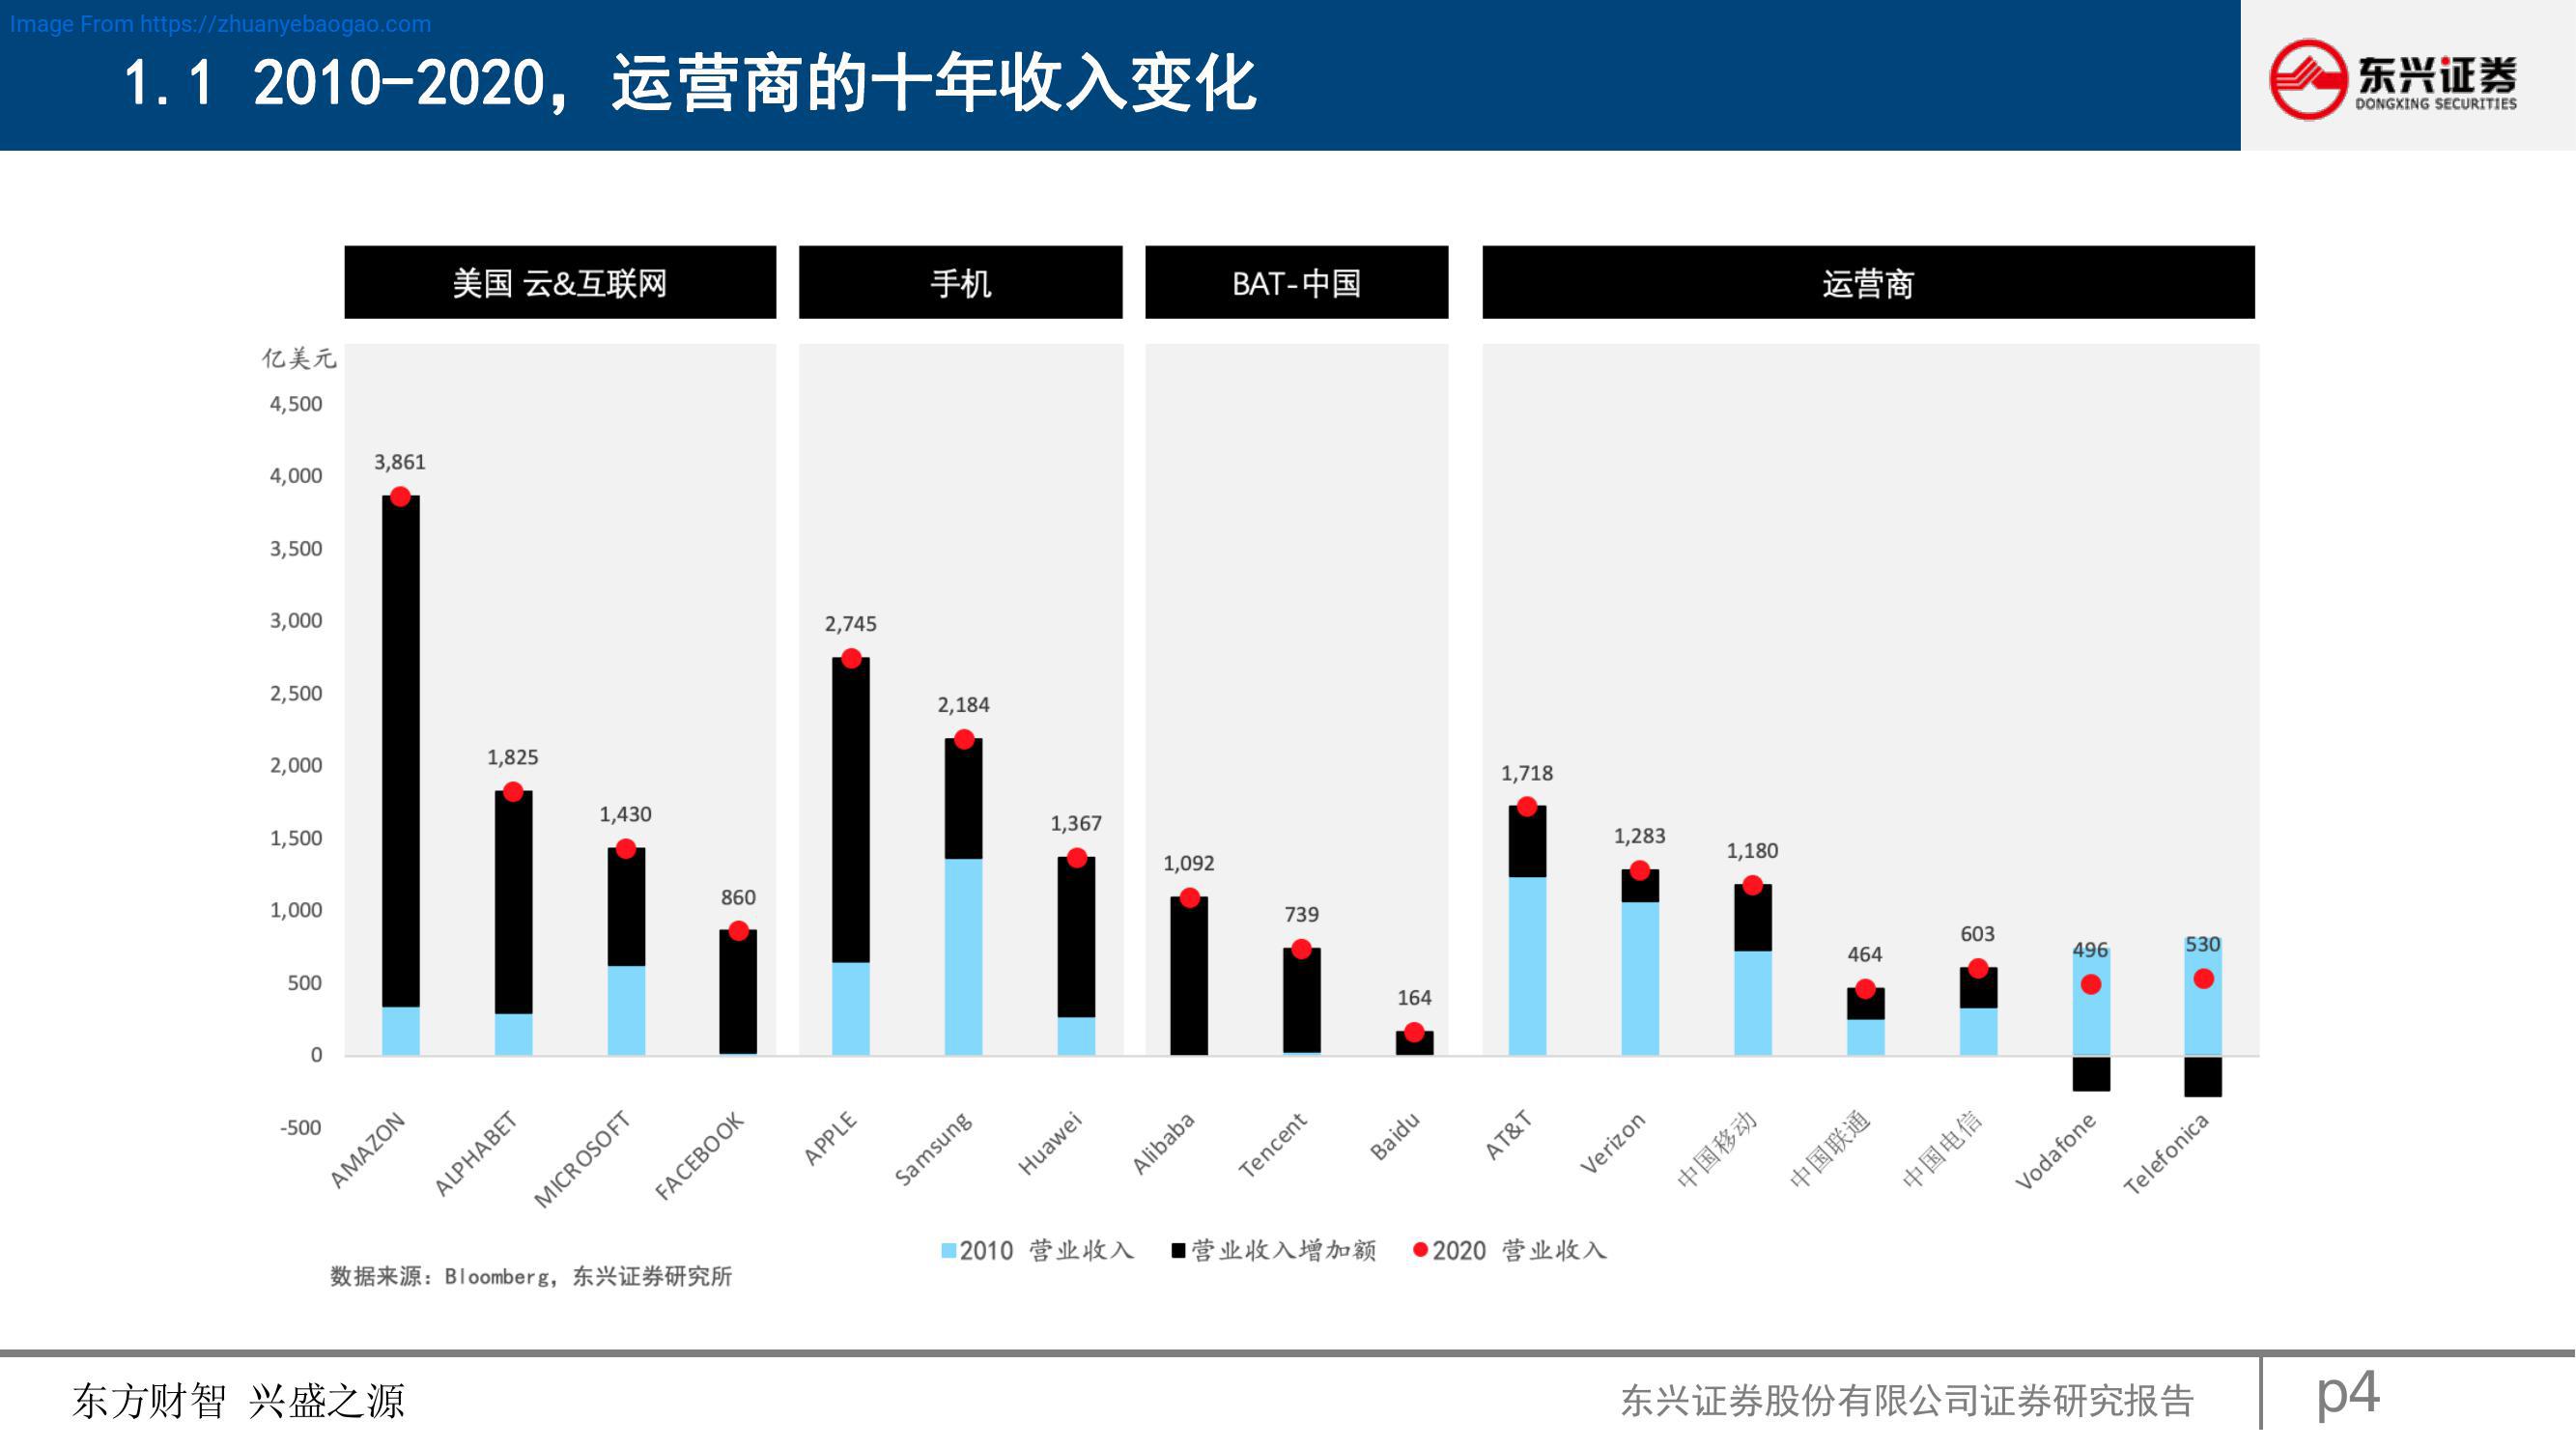 Image From https://zhuanyebaogao.com
1.1 2010-2020，运营商的十年收入变化
东兴证券
DONGXING SECURITIES
美国 云&互联网
手机
BAT-中国
运营商
亿美元
4,500
4,000
3,500
3,000
2,500
2,000
1,500
1,000
500
0
-500
3,861
1,825
1,430
860
2,745
2,184
1,367
1,092
739
164
1,718
1,283
1,180
464
603
496
530
AMAZON
ALPHABET
MICROSOFT
FACEBOOK
APPLE
Samsung
Huawei
Alibaba
Tencent
Baidu
AT&T
Verizon
中国移动
中国联通
中国电信
Vodafone
Telefonica
2010 营业收入
营业收入增加额
2020 营业收入
数据来源：Bloomberg，东兴证券研究所
东方财智 兴盛之源
东兴证券股份有限公司证券研究报告
p4